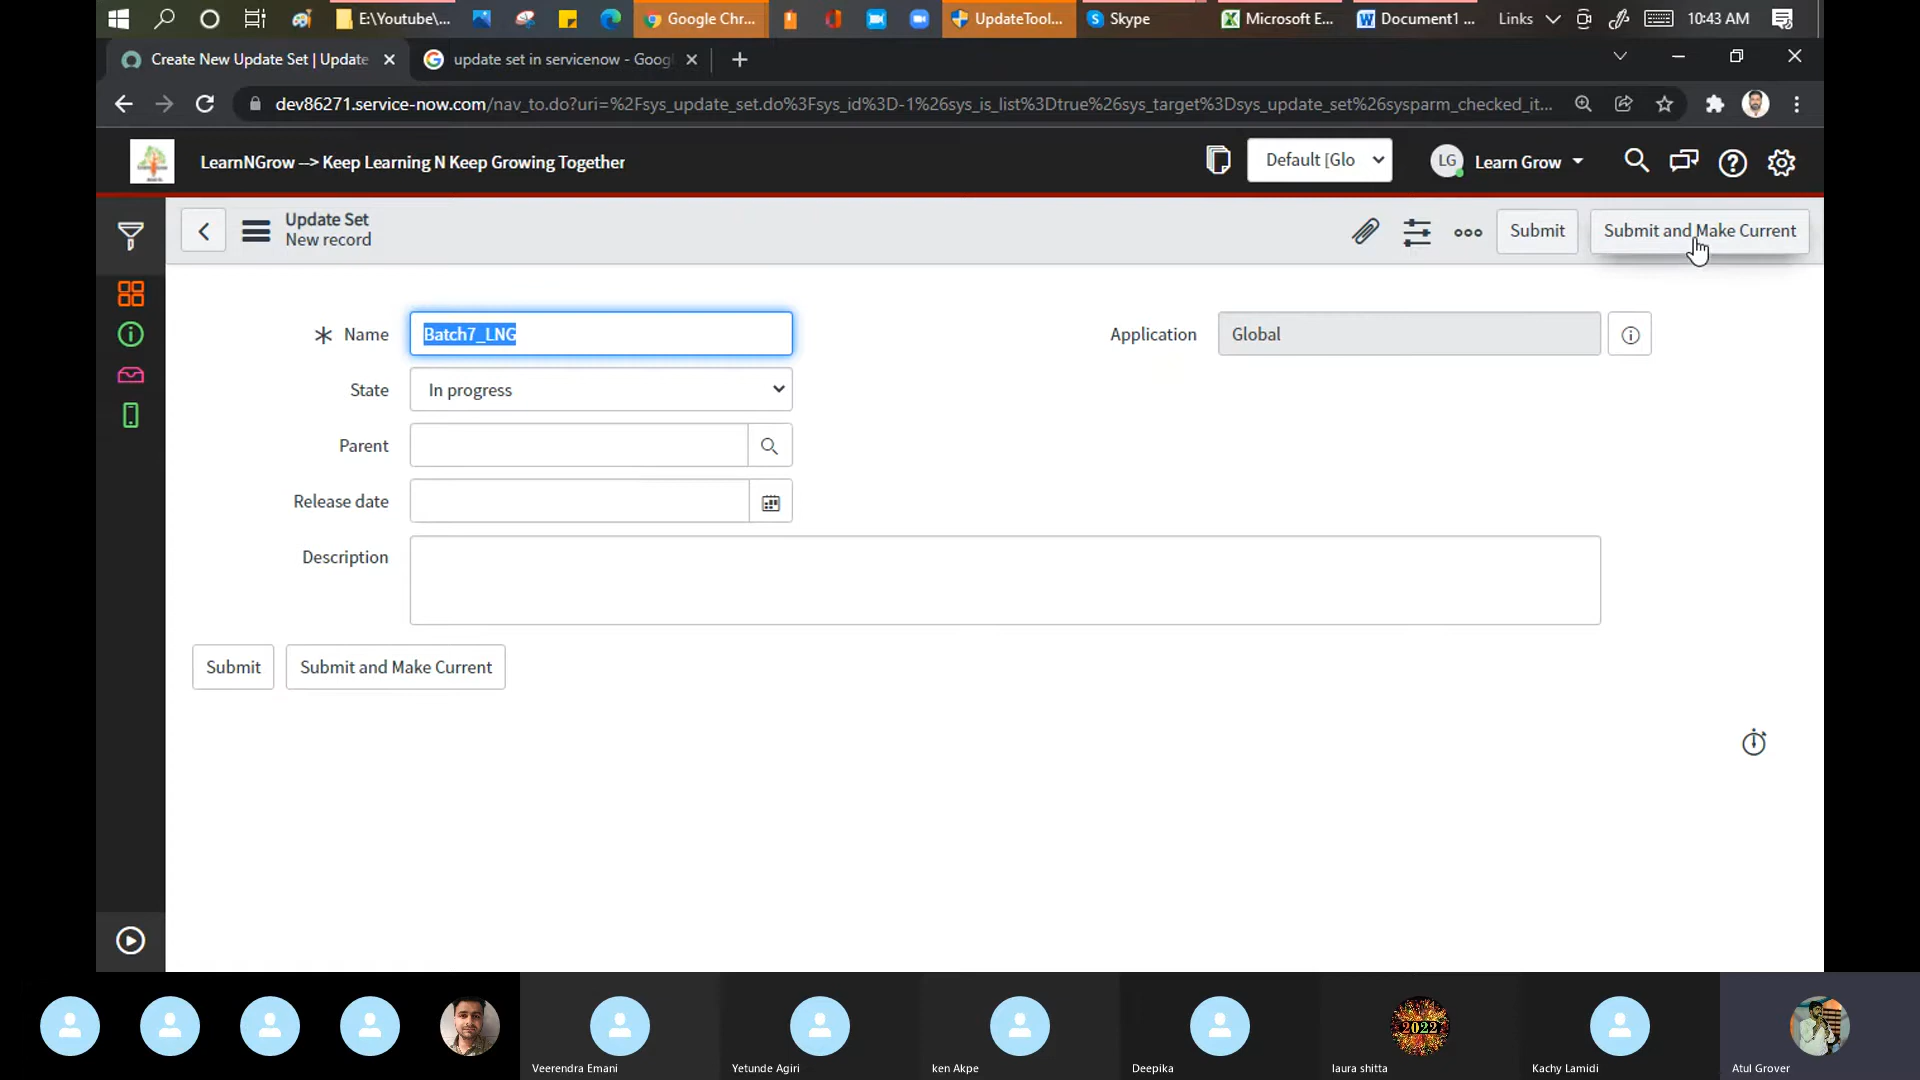 E:\Youtube\...
Google Chr...
UpdateTool...
Skype
Microsoft E...
Document1 ...
Links
10:43 AM
Create New Update Set | Update
update set in servicenow - Goog
dev86271.service-now.com/nav_to.do?uri=%2Fsys_update_set.do%3Fsys_id%3D-1%26sys_is_list%3Dtrue%26sys_target%3Dsys_update_set%26sysparm_checked_it...
LearnNGrow --> Keep Learning N Keep Growing Together
Default [Glo
LG
Learn Grow
Update Set
New record
Submit
Submit and Make Current
Name
Batch7_LNG
Application
Global
State
In progress
Parent
Release date
Description
Submit
Submit and Make Current
2022
Veerendra Emani
Yetunde Agiri
ken Akpe
Deepika
laura shitta
Kachy Lamidi
Atul Grover